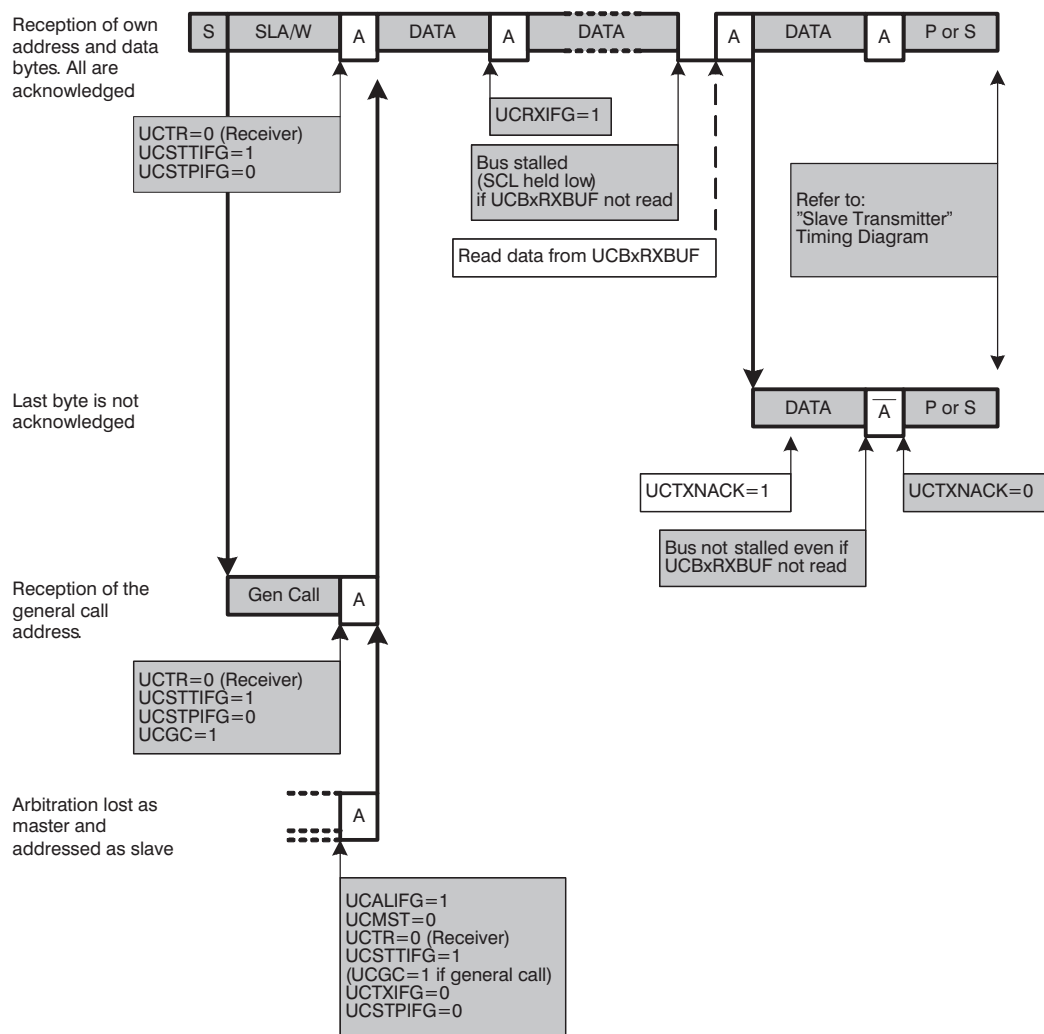 Reception of own
address and data
bytes. All are
acknowledged
S SLA/W A DATA A DATA A DATA A P or S
UCTR=0 (Receiver)
UCSTTIFG=1
UCSTPIFG=0
UCRXIFG=1
Bus stalled
(SCL held low)
if UCBxRXBUF not read
Read data from UCBxRXBUF
Refer to:
"Slave Transmitter"
Timing Diagram
Last byte is not
acknowledged
DATA A P or S
UCTXNACK=1
UCTXNACK=0
Bus not stalled even if
UCBxRXBUF not read
Reception of the
general call
address.
Gen Call A
UCTR=0 (Receiver)
UCSTTIFG=1
UCSTPIFG=0
UCGC=1
Arbitration lost as
master and
addressed as slave
A
UCALIFG=1
UCMST=0
UCTR=0 (Receiver)
UCSTTIFG=1
(UCGC=1 if general call)
UCTXIFG=0
UCSTPIFG=0